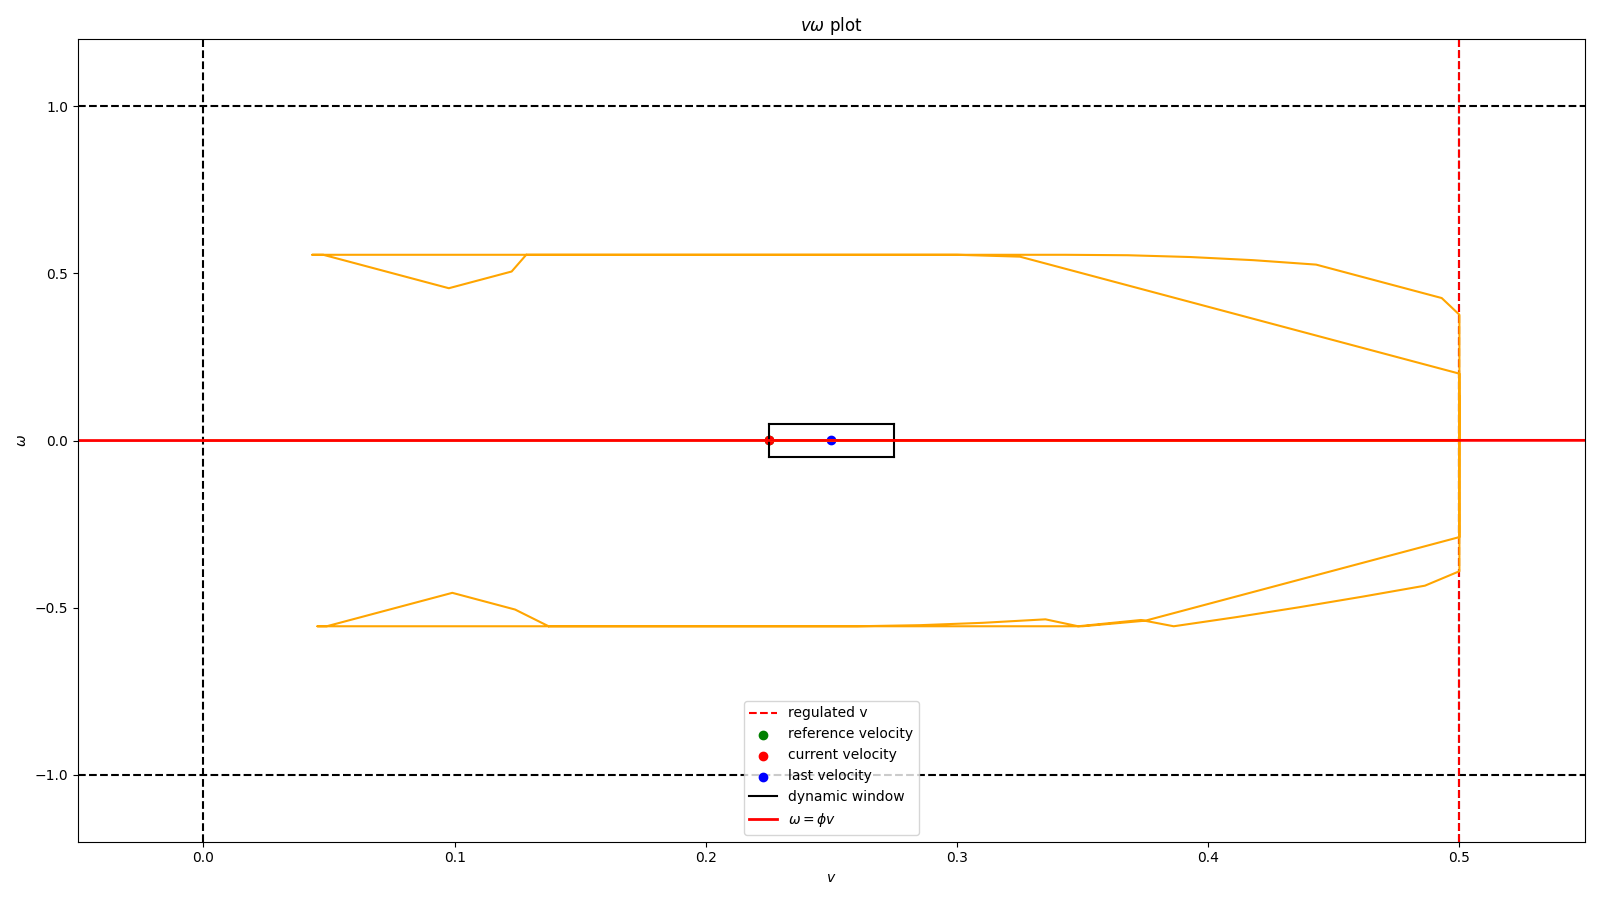 vω plot
1.0
0.5
0.0
−0.5
−1.0
ω
regulated v
reference velocity
current velocity
last velocity
dynamic window
ω = ϕv
0.0 0.1 0.2 0.3 0.4 0.5
v